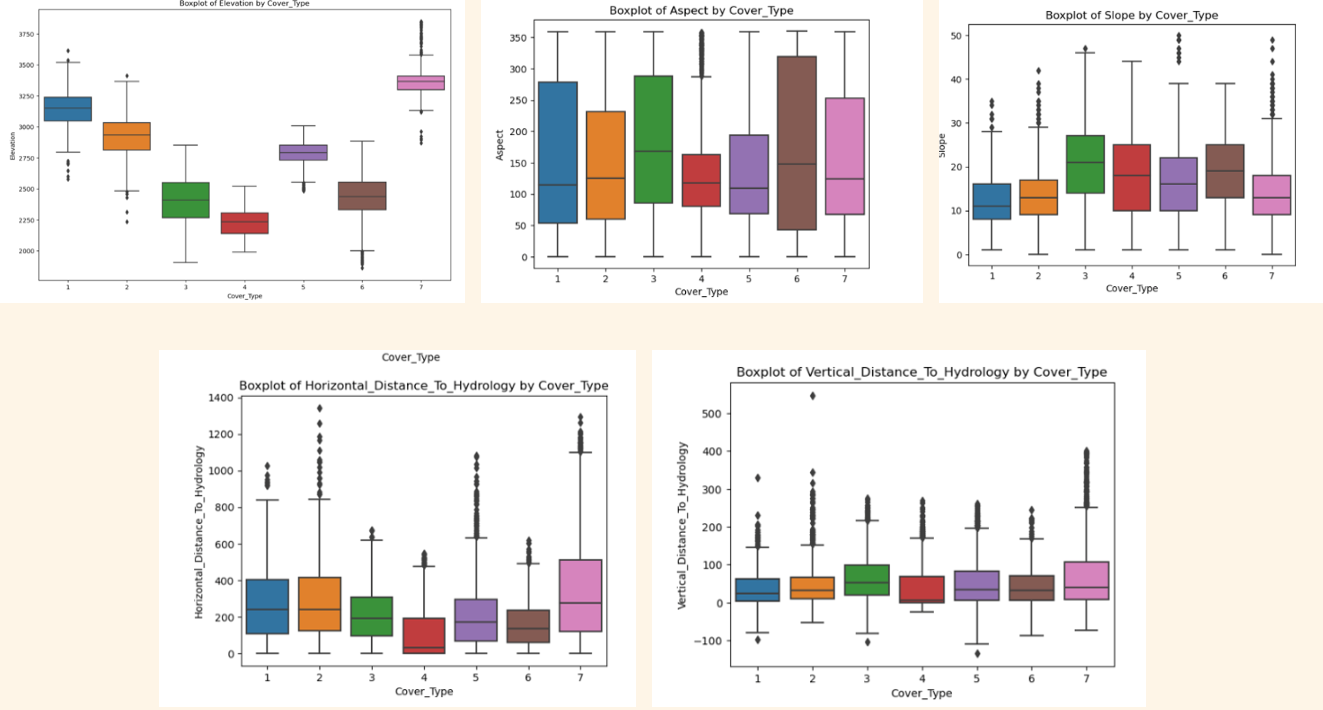 Boxplot of Elevation by Cover_Type
3750
3500
3250
3000
2750
2500
2250
2000
Elevation
1 2 3 4 5 6 7
Cover_Type
Boxplot of Aspect by Cover_Type
350
300
250
200
150
100
50
0
Aspect
1 2 3 4 5 6 7
Cover_Type
Boxplot of Slope by Cover_Type
50
40
30
20
10
0
Slope
1 2 3 4 5 6 7
Cover_Type
Cover_Type
Boxplot of Horizontal_Distance_To_Hydrology by Cover_Type
1400
1200
1000
800
600
400
200
0
Horizontal_Distance_To_Hydrology
1 2 3 4 5 6 7
Cover_Type
Boxplot of Vertical_Distance_To_Hydrology by Cover_Type
500
400
300
200
100
0
−100
Vertical_Distance_To_Hydrology
1 2 3 4 5 6 7
Cover_Type